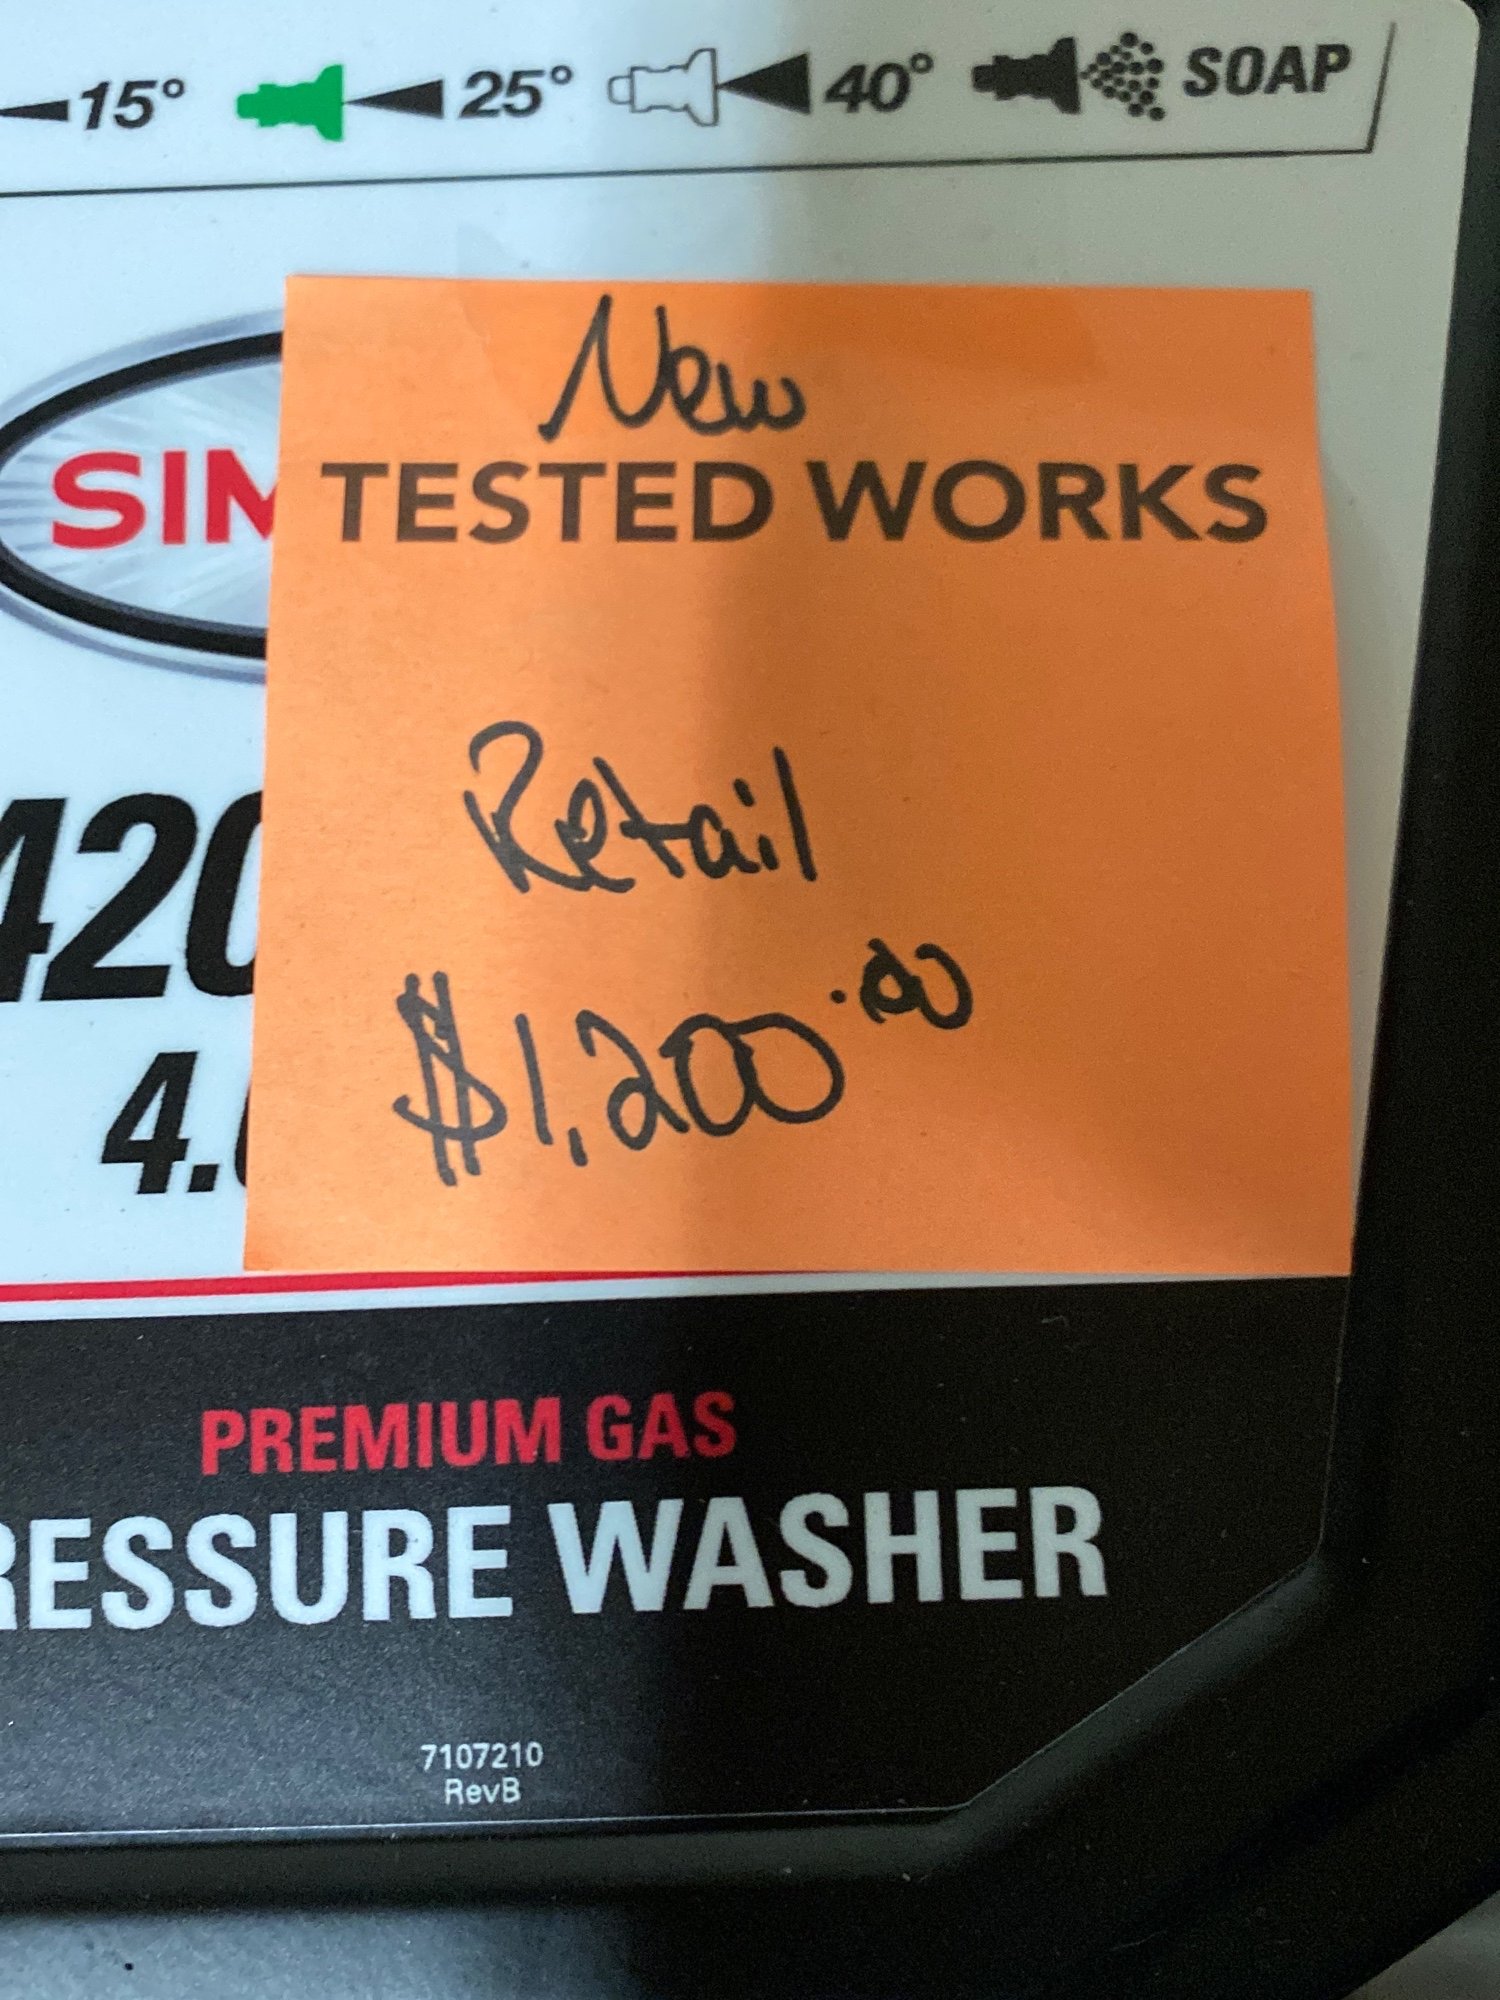 15° 25° 40° SOAP
New
TESTED WORKS
SIM
Retail
420
$1,200.00
4.
PREMIUM GAS
RESSURE WASHER
7107210
RevB